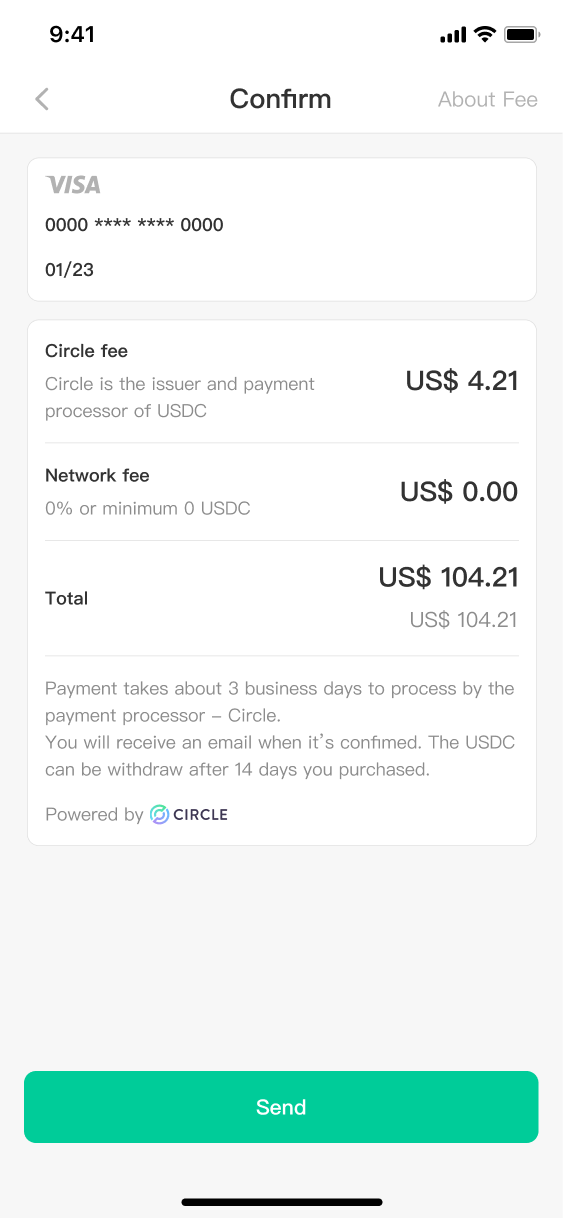 9:41
Confirm
About Fee
VISA
0000 **** **** 0000
01/23
Circle fee
Circle is the issuer and payment
processor of USDC
US$ 4.21
Network fee
0% or minimum 0 USDC
US$ 0.00
Total
US$ 104.21
US$ 104.21
Payment takes about 3 business days to process by the
payment processor – Circle.
You will receive an email when it's confimed. The USDC
can be withdraw after 14 days you purchased.
Powered by CIRCLE
Send